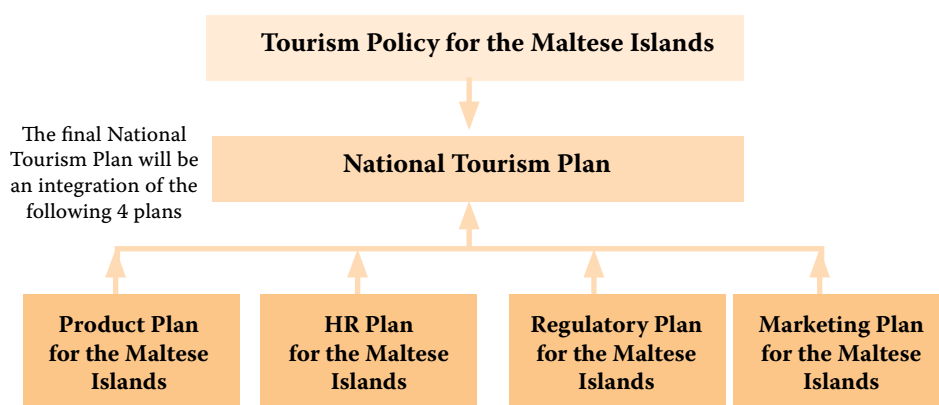 Tourism Policy for the Maltese Islands
The final National
Tourism Plan will be
an integration of the
following 4 plans
National Tourism Plan
Product Plan
for the Maltese
Islands
HR Plan
for the Maltese
Islands
Regulatory Plan
for the Maltese
Islands
Marketing Plan
for the Maltese
Islands